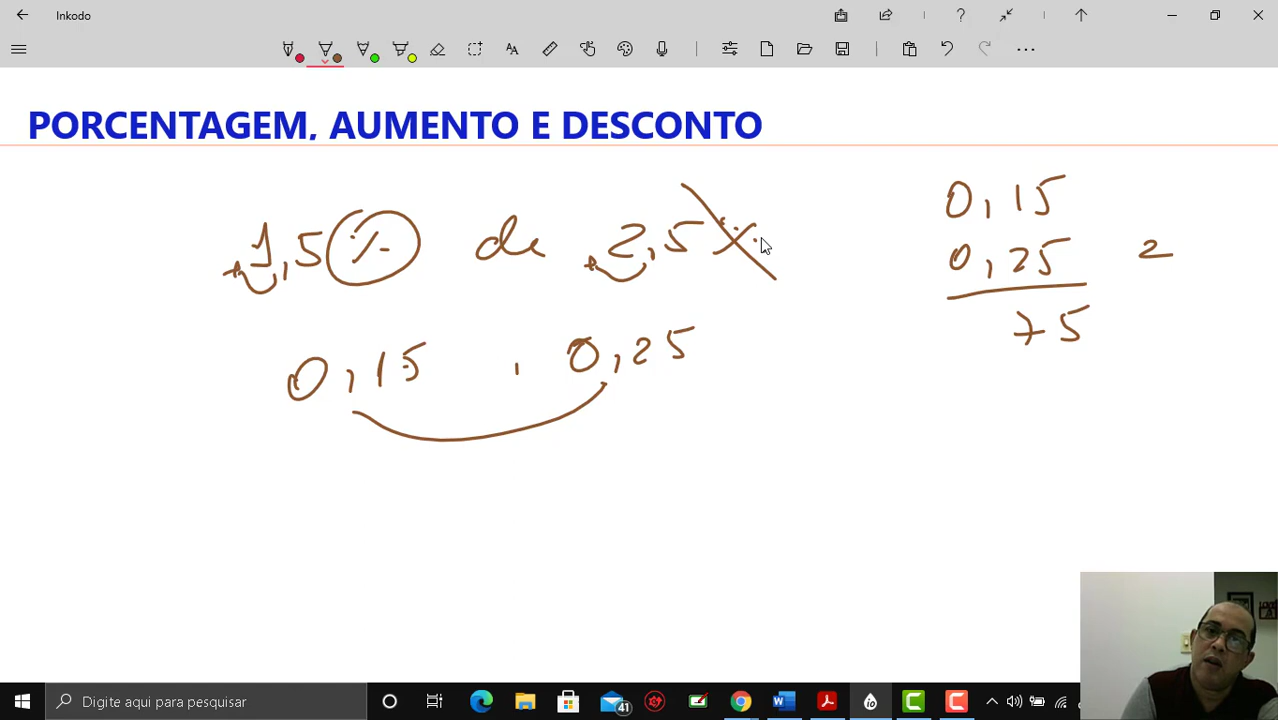 Inkodo
PORCENTAGEM, AUMENTO E DESCONTO
1,5 % de 2,5 %
0,15 . 0,25
0,15
0,25 2
75
Digite aqui para pesquisar
41